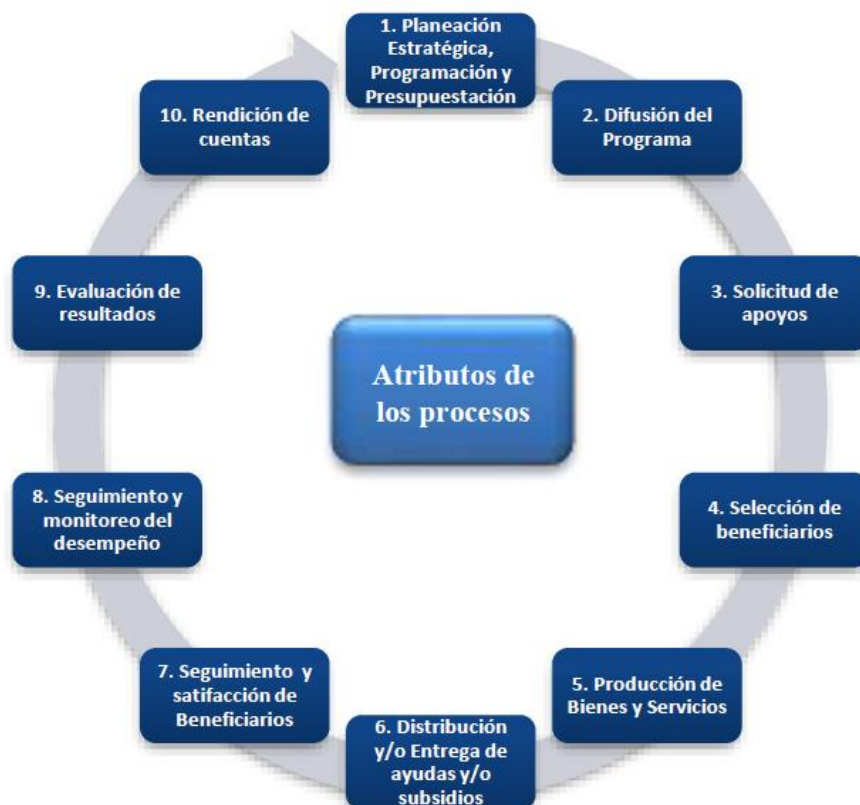 1. Planeación
Estratégica,
Programación y
Presupuestación
2. Difusión del
Programa
3. Solicitud de
apoyos
4. Selección de
beneficiarios
5. Producción de
Bienes y Servicios
6. Distribución
y/o Entrega de
ayudas y/o
subsidios
7. Seguimiento y
satifacción de
Beneficiarios
8. Seguimiento y
monitoreo del
desempeño
9. Evaluación de
resultados
10. Rendición de
cuentas
Atributos de
los procesos